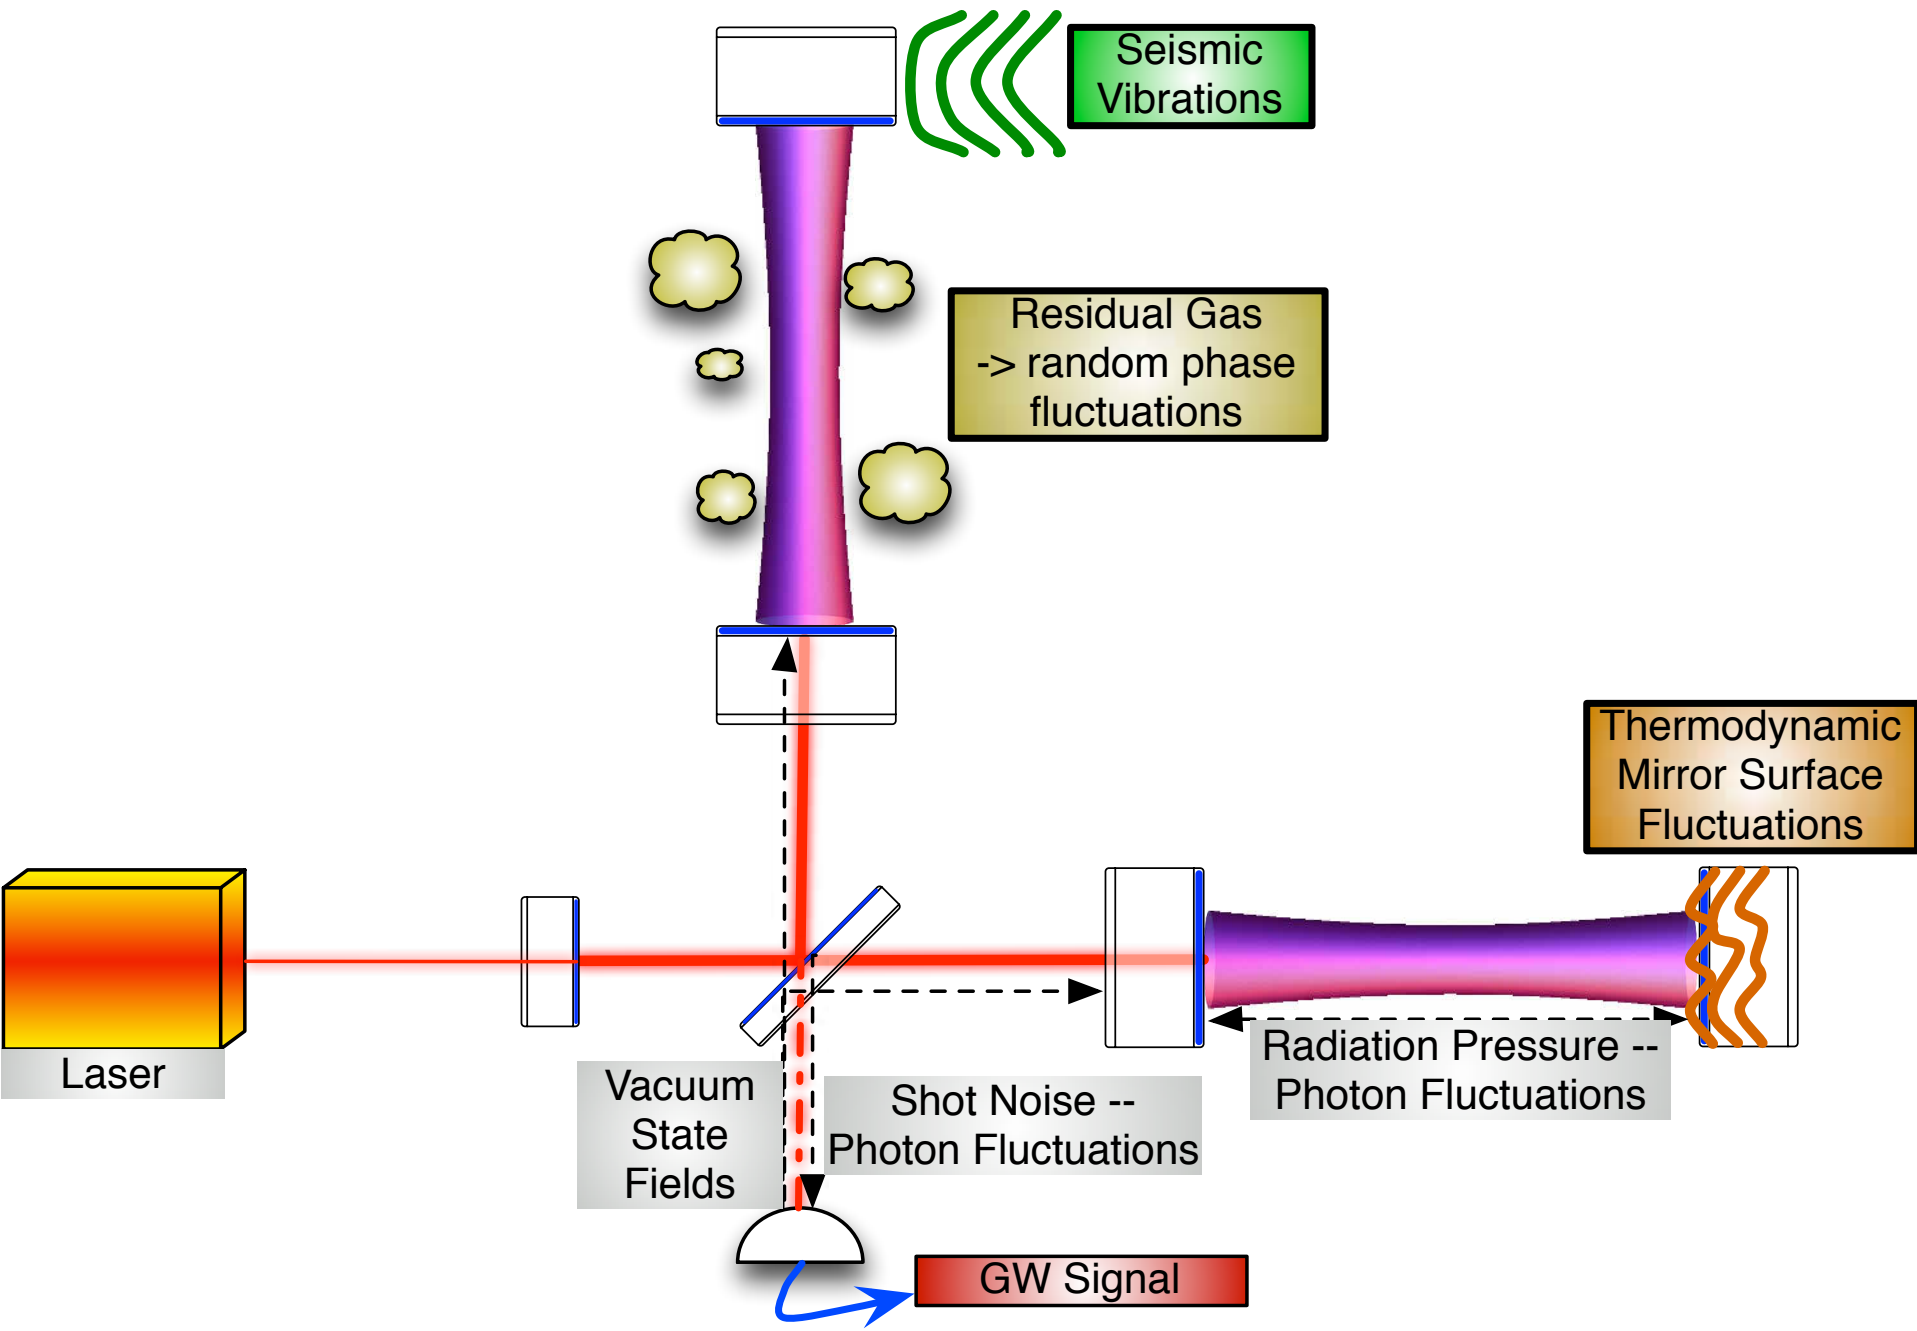 Seismic
Vibrations
Residual Gas
-> random phase
fluctuations
Thermodynamic
Mirror Surface
Fluctuations
Laser
Vacuum
State
Fields
Shot Noise --
Photon Fluctuations
Radiation Pressure --
Photon Fluctuations
GW Signal